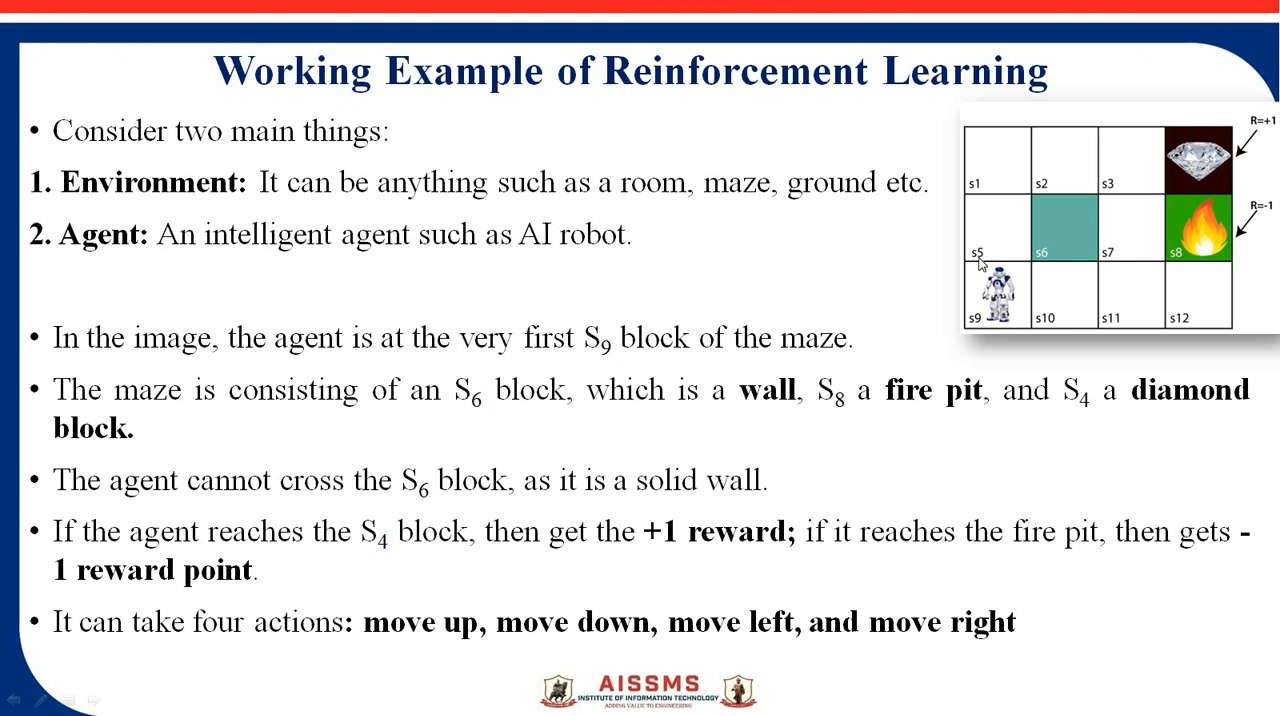 Working Example of Reinforcement Learning
• Consider two main things:
1. Environment: It can be anything such as a room, maze, ground etc.
2. Agent: An intelligent agent such as AI robot.
R=+1
s1 s2 s3
R=-1
s5 s6 s7 s8
s9 s10 s11 s12
• In the image, the agent is at the very first S9 block of the maze.
• The maze is consisting of an S6 block, which is a wall, S8 a fire pit, and S4 a diamond
block.
• The agent cannot cross the S6 block, as it is a solid wall.
• If the agent reaches the S4 block, then get the +1 reward; if it reaches the fire pit, then gets -
1 reward point.
• It can take four actions: move up, move down, move left, and move right
AISSMS
INSTITUTE OF INFORMATION TECHNOLOGY
ADDING VALUE TO ENGINEERING